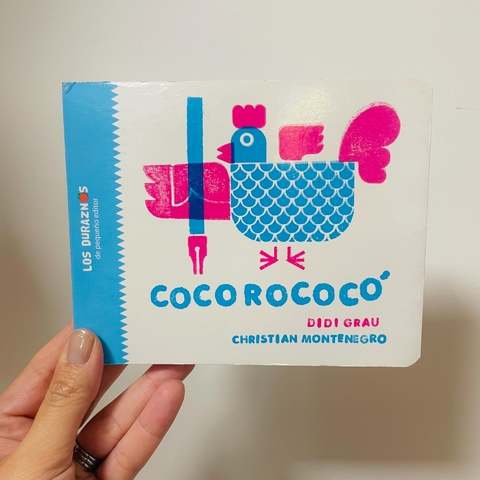 LOS DURAZNOS
de pequeño editor
COCOROCOCÓ
DIDI GRAU
CHRISTIAN MONTENEGRO